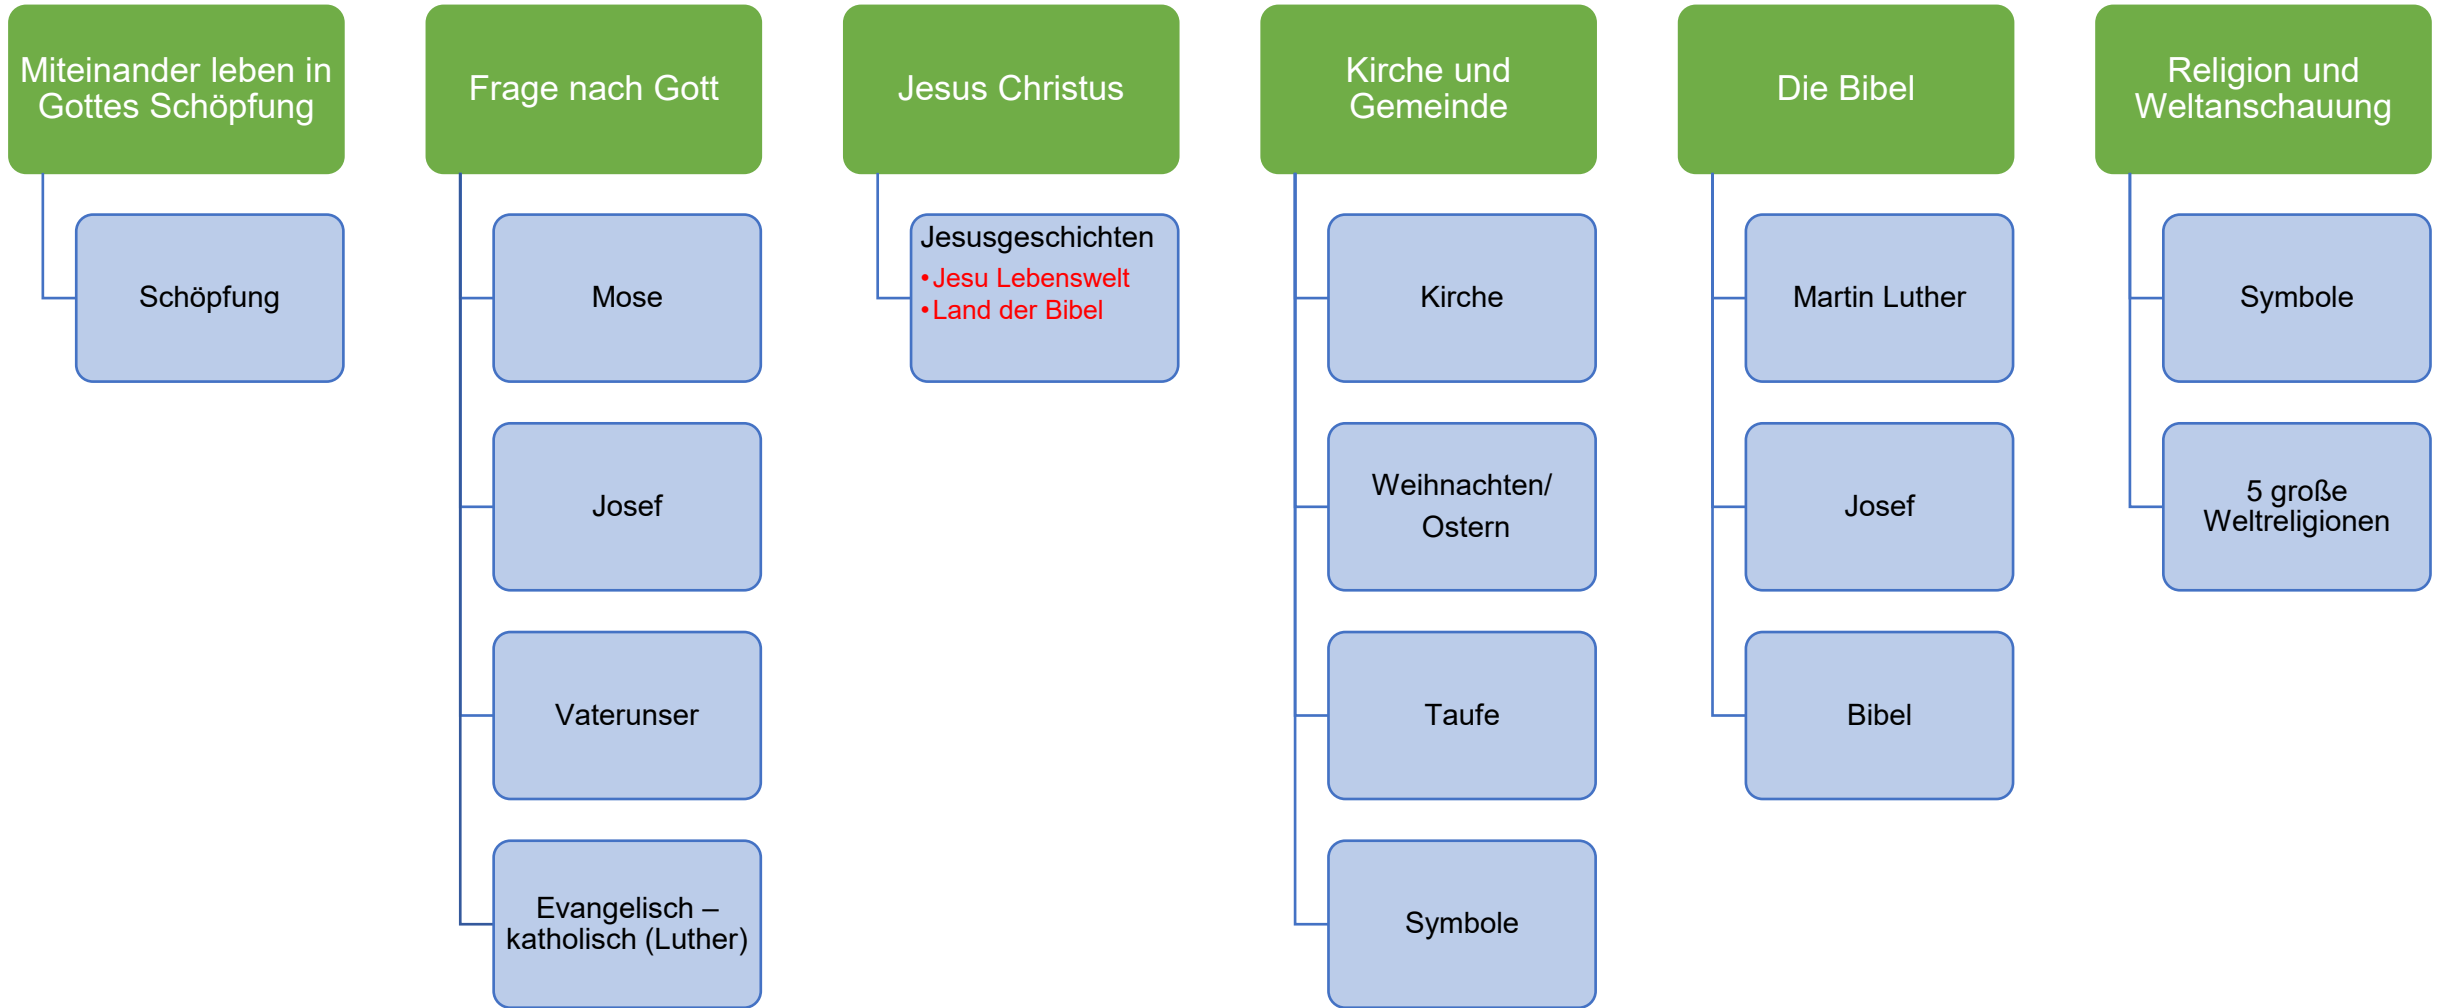 Miteinander leben in
Gottes Schöpfung
Schöpfung
Frage nach Gott
Mose
Josef
Vaterunser
Evangelisch –
katholisch (Luther)
Jesus Christus
Jesusgeschichten
• Jesu Lebenswelt
• Land der Bibel
Kirche und
Gemeinde
Kirche
Weihnachten/
Ostern
Taufe
Symbole
Die Bibel
Martin Luther
Josef
Bibel
Religion und
Weltanschauung
Symbole
5 große
Weltreligionen